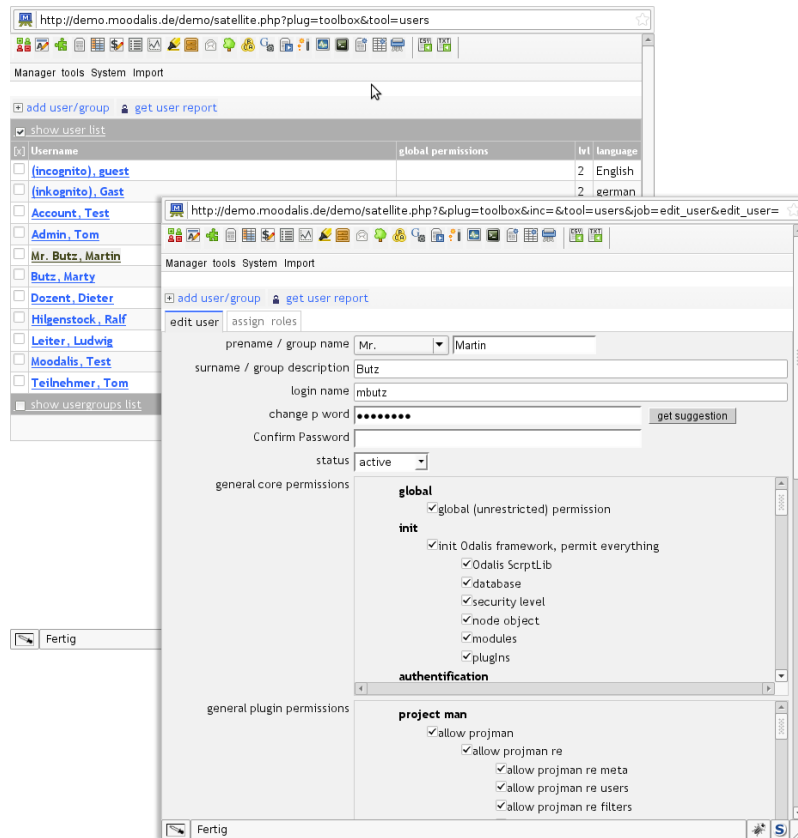 http://demo.moodalis.de/demo/satellite.php?plug=toolbox&tool=users
Manager tools System Import
add user/group get user report
show user list
[x] Username global permissions lvl language
(incognito), guest 2 English
(inkognito), Gast 2 german
Account, Test
Admin, Tom
Mr. Butz, Martin
Butz, Marty
Dozent, Dieter
Hilgenstock, Ralf
Leiter, Ludwig
Moodalis, Test
Teilnehmer, Tom
show usergroups list
Fertig
http://demo.moodalis.de/demo/satellite.php?&plug=toolbox&inc=&tool=users&job=edit_user&edit_user=
Manager tools System Import
add user/group get user report
edit user assign roles
prename / group name Mr. Martin
surname / group description Butz
login name mbutz
change p word ●●●●●●●● get suggestion
Confirm Password
status active
general core permissions
global
global (unrestricted) permission
init
init Odalis framework, permit everything
Odalis ScrptLib
database
security level
node object
modules
plugIns
authentification
general plugin permissions
project man
allow projman
allow projman re
allow projman re meta
allow projman re users
allow projman re filters
Fertig